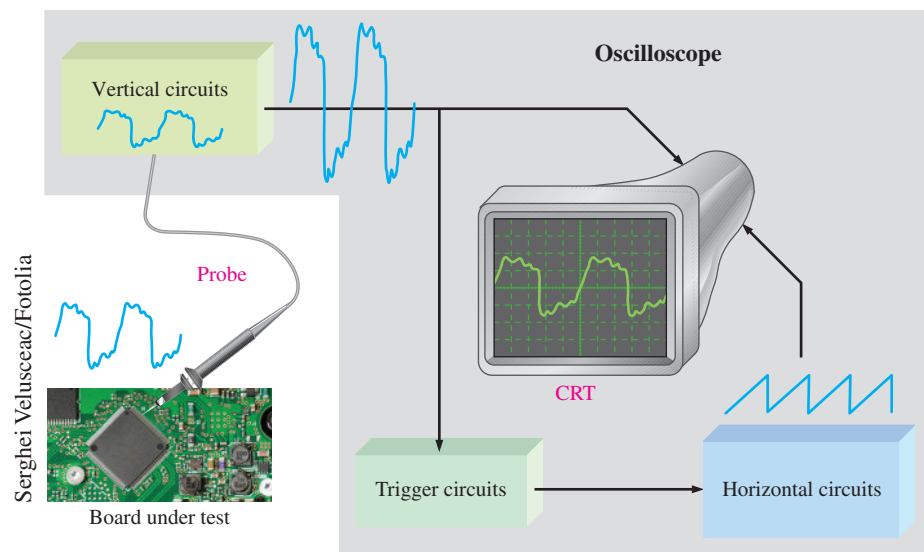 Oscilloscope
Vertical circuits
Probe
Serghei Velusceac/Fotolia
CRT
Trigger circuits
Horizontal circuits
Board under test